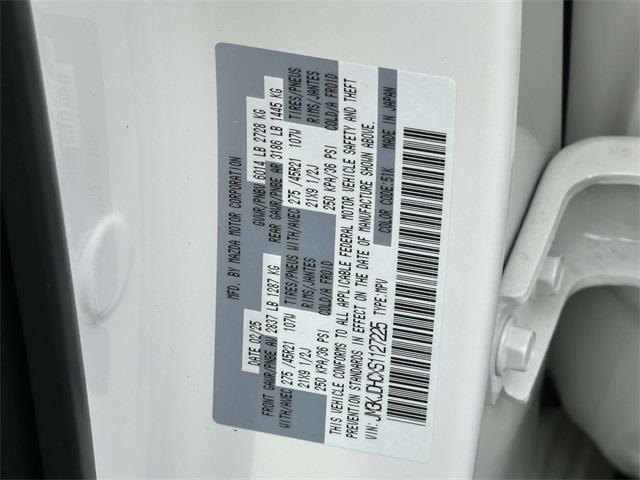 MFD. BY MAZDA MOTOR CORPORATION
DATE 02/25 GVWR/PNBV 6014 LB 2728 KG
FRONT GAWR/PNBE AV 2837 LB 1287 KG REAR GAWR/PNBE AR 3186 LB 1445 KG
WITH/AVEC 275 /45R21 107W TIRES/PNEUS WITH/AVEC 275 /45R21 107W TIRES/PNEUS
21X9 1/2J RIMS/JANTES 21X9 1/2J RIMS/JANTES
250 KPA/36 PSI COLD/A FROID 250 KPA/36 PSI COLD/A FROID
THIS VEHICLE CONFORMS TO ALL APPLICABLE FEDERAL MOTOR VEHICLE SAFETY AND THEFT
PREVENTION STANDARDS IN EFFECT ON THE DATE OF MANUFACTURE SHOWN ABOVE.
COLOR CODE 51K MADE IN JAPAN
VIN: JM3KJDHCXS1127225 TYPE:MPV